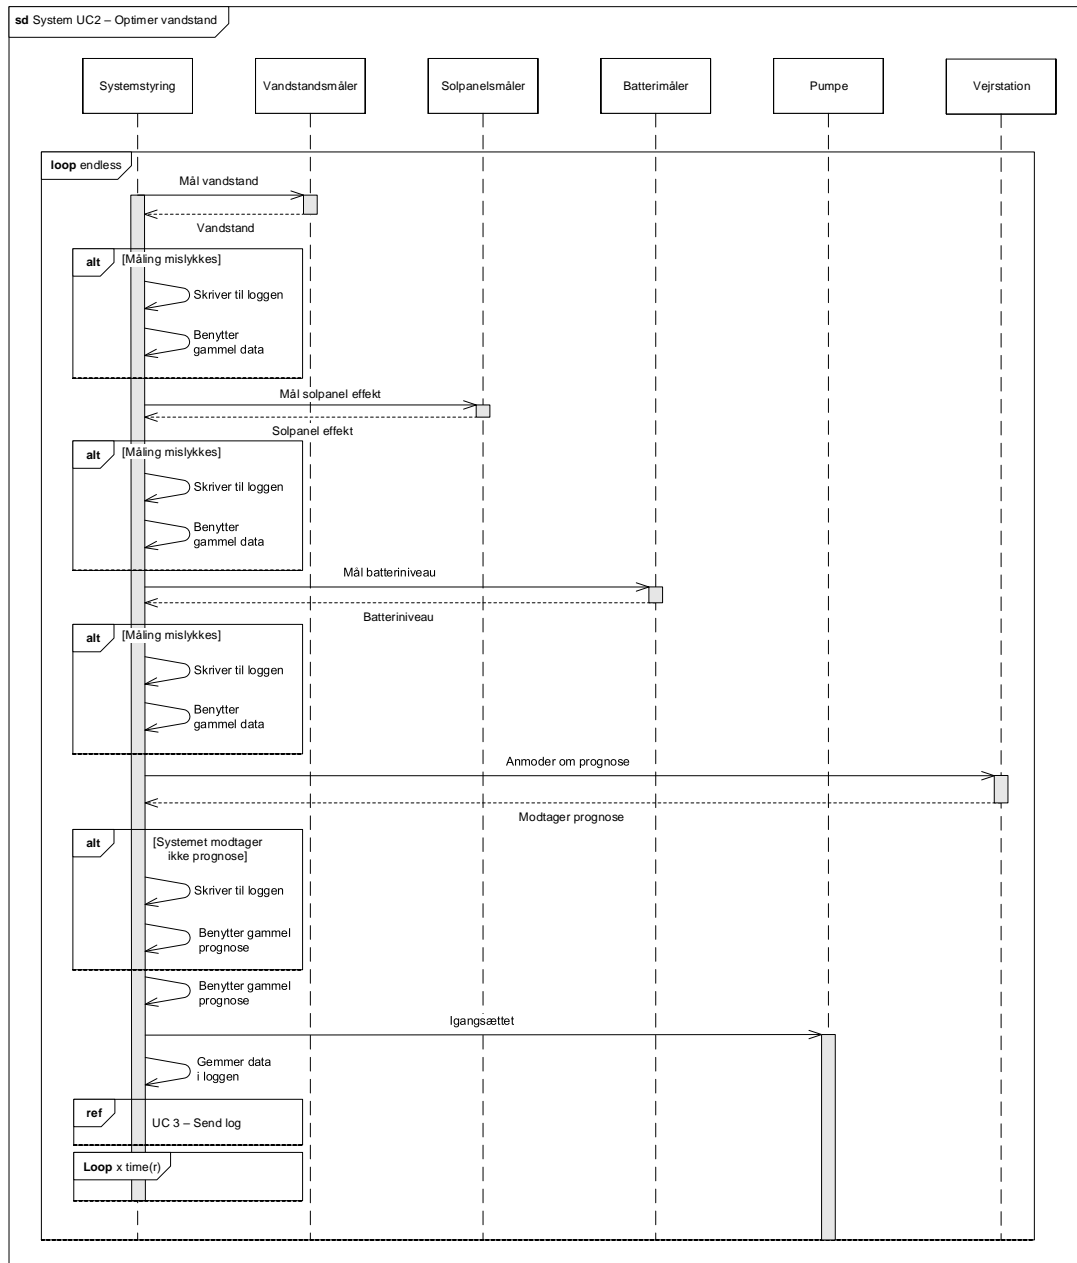 sd System UC2 – Optimer vandstand
Systemstyring
Vandstandsmåler
Solpanelsmåler
Batterimåler
Pumpe
Vejrstation
loop endless
Mål vandstand
Vandstand
alt
[Måling mislykkes]
Skriver til loggen
Benytter
gammel data
Mål solpanel effekt
Solpanel effekt
alt
[Måling mislykkes]
Skriver til loggen
Benytter
gammel data
Mål batteriniveau
Batteriniveau
alt
[Måling mislykkes]
Skriver til loggen
Benytter
gammel data
Anmoder om prognose
Modtager prognose
alt
[Systemet modtager
ikke prognose]
Skriver til loggen
Benytter gammel
prognose
Benytter gammel
prognose
Igangsættet
Gemmer data
i loggen
ref
UC 3 – Send log
Loop x time(r)